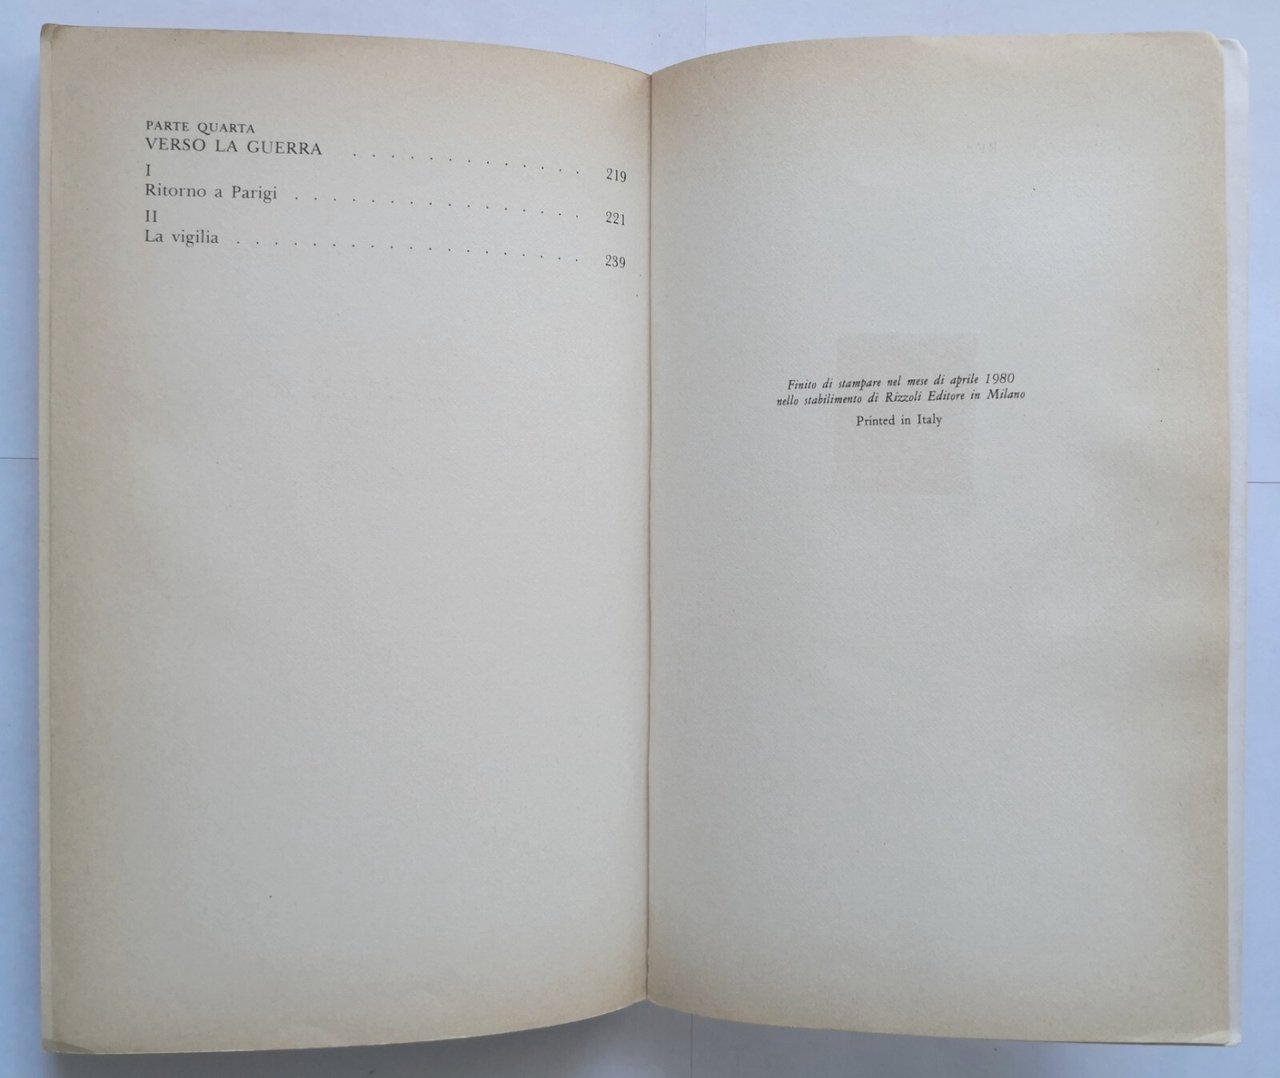 PARTE QUARTA
VERSO LA GUERRA . . . . . . . . . . . . . 219
I
Ritorno a Parigi . . . . . . . . . . . . . . . . 221
II
La vigilia . . . . . . . . . . . . . . . . . . . 239
Finito di stampare nel mese di aprile 1980
nello stabilimento di Rizzoli Editore in Milano
Printed in Italy